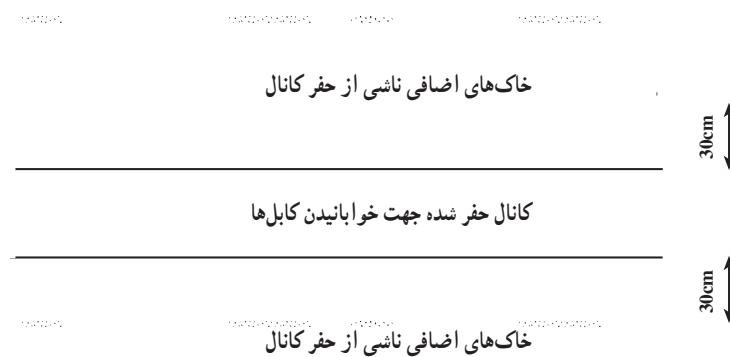 خاک‌های اضافی ناشی از حفر کانال
30cm
کانال حفر شده جهت خوابانیدن کابل‌ها
30cm
خاک‌های اضافی ناشی از حفر کانال